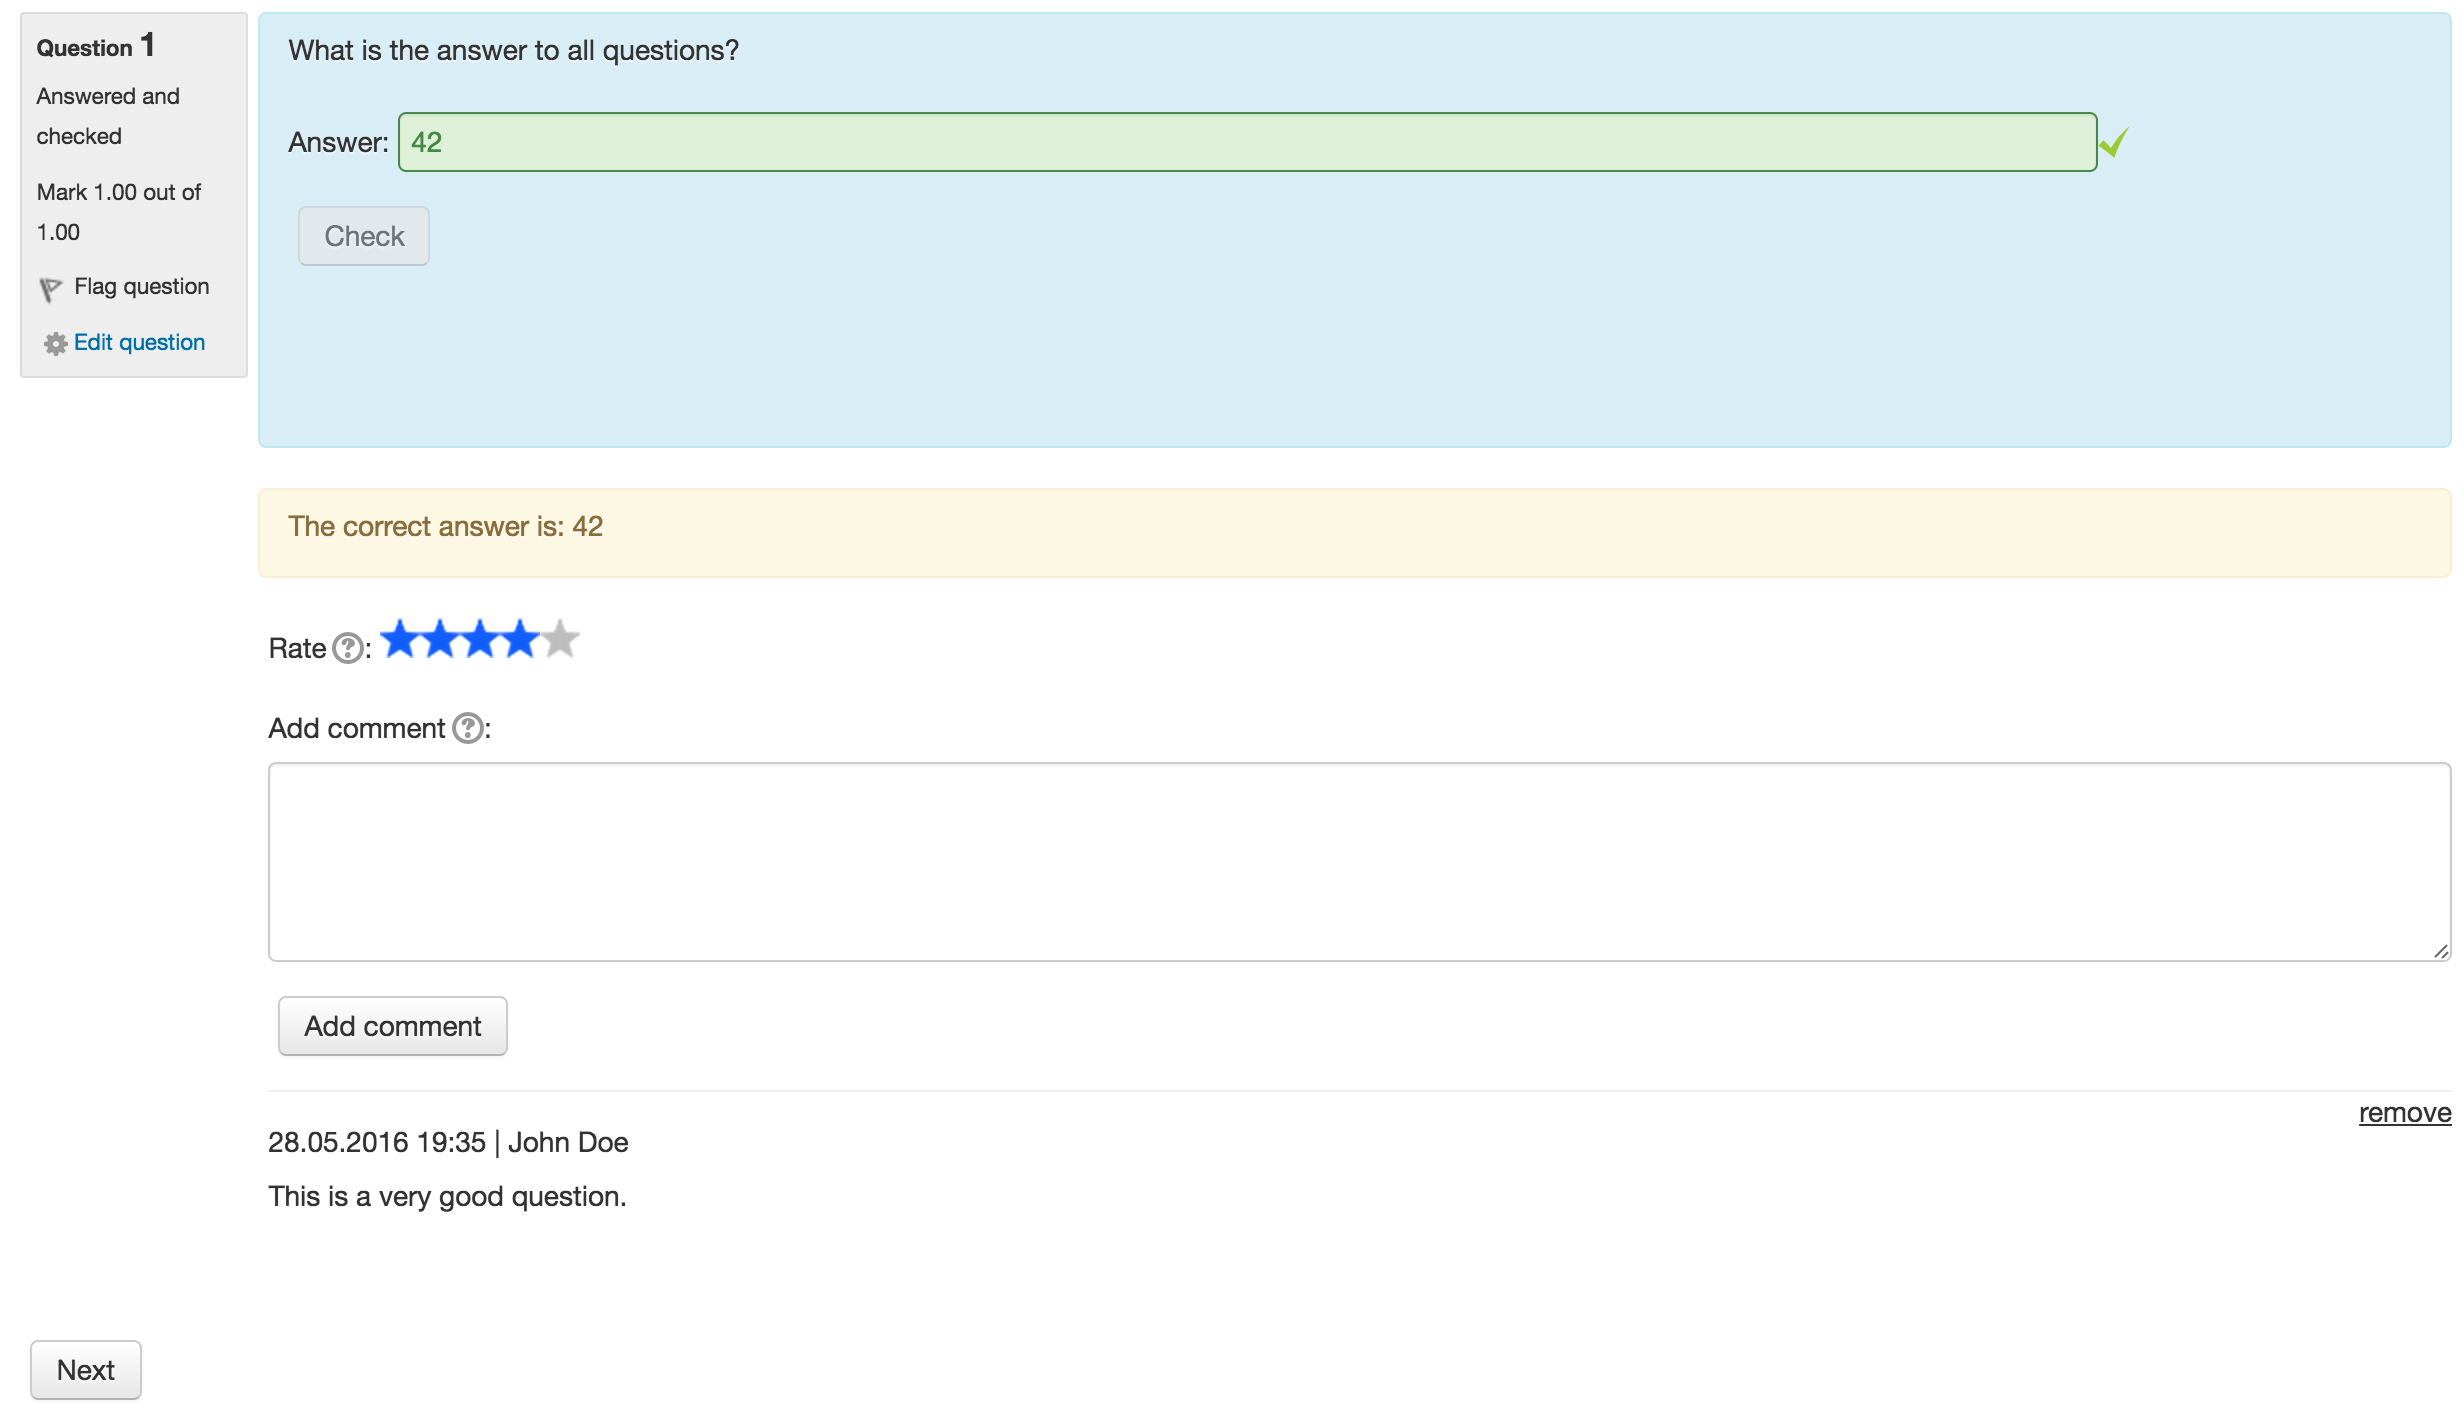 Question 1
Answered and
checked
Mark 1.00 out of
1.00
Flag question
Edit question
What is the answer to all questions?
Answer: 42
Check
The correct answer is: 42
Rate ?:
Add comment ?:
Add comment
remove
28.05.2016 19:35 | John Doe
This is a very good question.
Next